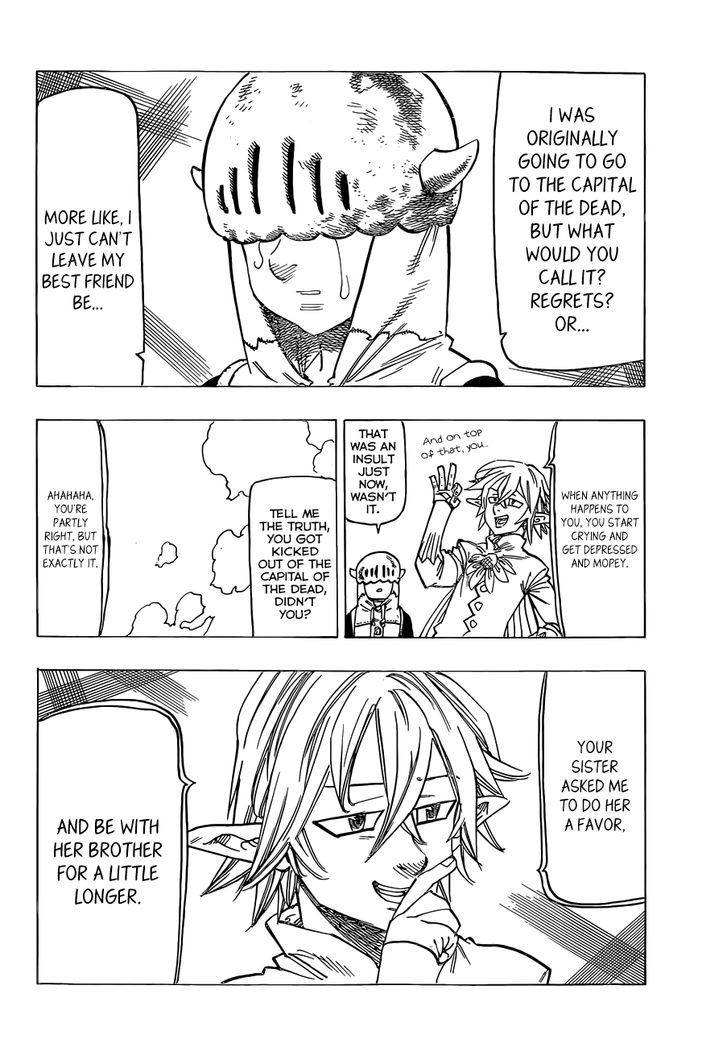 I WAS
ORIGINALLY
GOING TO GO
TO THE CAPITAL
OF THE DEAD,
BUT WHAT
WOULD YOU
CALL IT?
REGRETS?
OR...
MORE LIKE, I
JUST CAN'T
LEAVE MY
BEST FRIEND
BE...
WHEN ANYTHING
HAPPENS TO
YOU, YOU START
CRYING AND
GET DEPRESSED
AND MOPEY.
And on top
of that, you...
THAT
WAS AN
INSULT
JUST
NOW,
WASN'T
IT.
TELL ME
THE TRUTH,
YOU GOT
KICKED
OUT OF THE
CAPITAL OF
THE DEAD,
DIDN'T
YOU?
AHAHAHA,
YOU'RE
PARTLY
RIGHT, BUT
THAT'S NOT
EXACTLY IT.
YOUR
SISTER
ASKED ME
TO DO HER
A FAVOR,
AND BE WITH
HER BROTHER
FOR A LITTLE
LONGER.